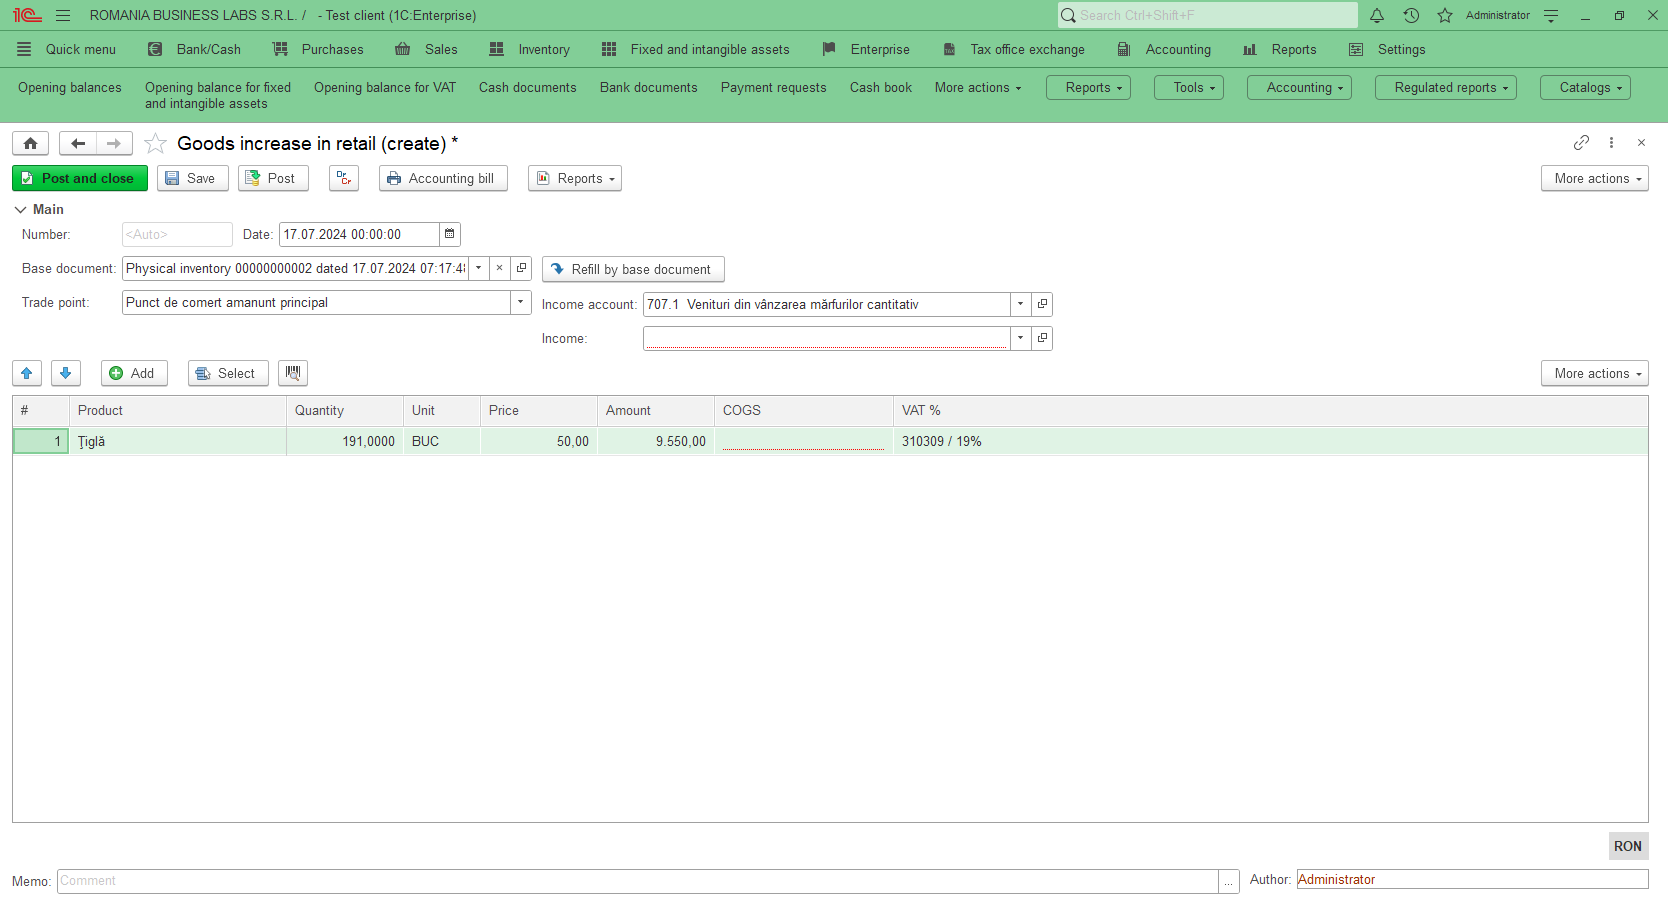 ROMANIA BUSINESS LABS S.R.L. /   - Test client (1C:Enterprise)
Search Ctrl+Shift+F
Administrator
Quick menu
Bank/Cash
Purchases
Sales
Inventory
Fixed and intangible assets
Enterprise
Tax office exchange
Accounting
Reports
Settings
Opening balances
Opening balance for fixed
and intangible assets
Opening balance for VAT
Cash documents
Bank documents
Payment requests
Cash book
More actions
Reports
Tools
Accounting
Regulated reports
Catalogs
Goods increase in retail (create) *
Post and close
Save
Post
Dr
Cr
Accounting bill
Reports
More actions
Main
Number: <Auto> Date: 17.07.2024 00:00:00
Base document: Physical inventory 00000000002 dated 17.07.2024 07:17:48
Refill by base document
Trade point: Punct de comert amanunt principal
Income account: 707.1  Venituri din vânzarea mărfurilor cantitativ
Income:
Add
Select
More actions
# Product Quantity Unit Price Amount COGS VAT %
1 Ţiglă 191,0000 BUC 50,00 9.550,00 310309 / 19%
RON
Memo: Comment ... Author: Administrator